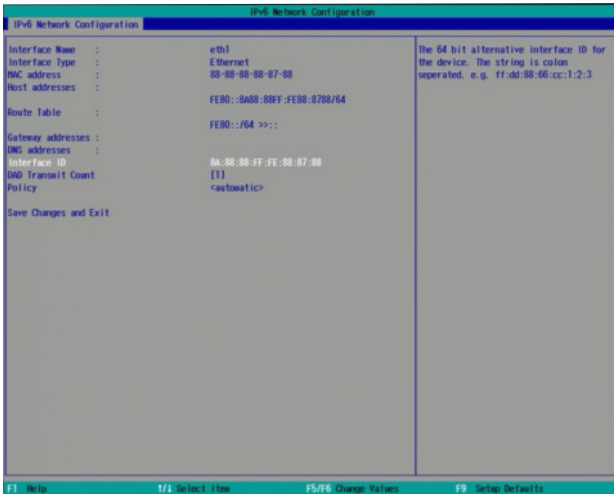 IPv6 Network Configuration
IPv6 Network Configuration
Interface Name : eth1
Interface Type : Ethernet
MAC address : 88-88-88-88-87-88
Host addresses :
FE80::8A88:88FF:FE88:8788/64
Route Table :
FE80::/64 >>::
Gateway addresses :
DNS addresses :
Interface ID 8A:88:88:FF:FE:88:87:88
DAD Transmit Count [1]
Policy <automatic>
Save Changes and Exit
The 64 bit alternative interface ID for
the device. The string is colon
seperated. e.g. ff:dd:88:66:cc:1:2:3
F1 Help ↑/↓ Select Item F5/F6 Change Values F9 Setup Defaults